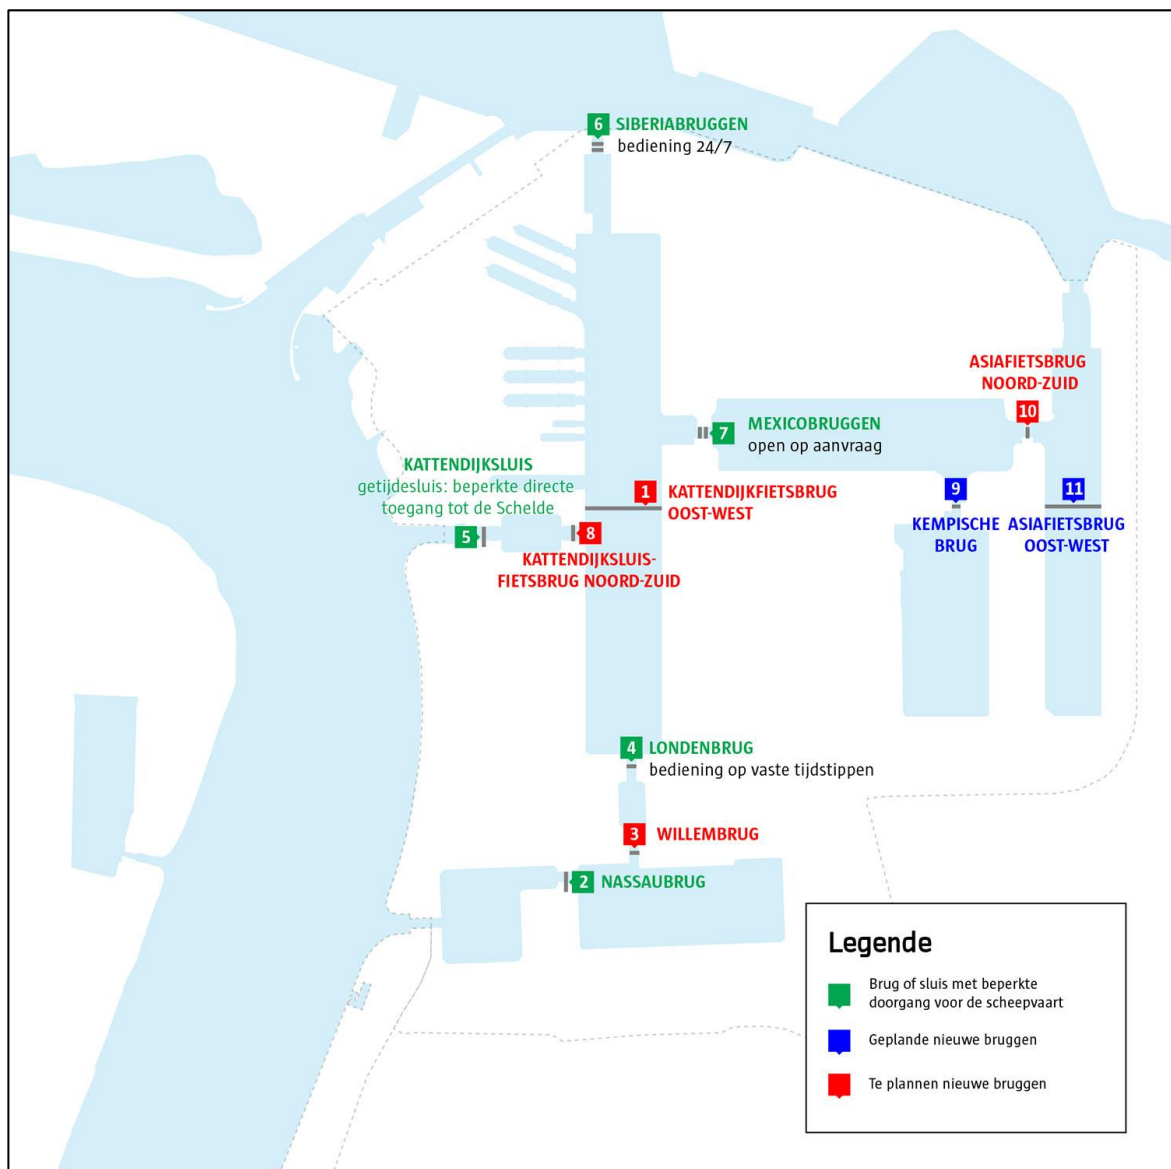 6 SIBERIABRUGGEN
bediening 24/7
ASIAFIETSBRUG
NOORD-ZUID
10
7 MEXICOBRUGGEN
open op aanvraag
KATTENDIJKSLUIS
getijdesluis: beperkte directe
toegang tot de Schelde
5
1 KATTENDIJKFIETSBRUG
OOST-WEST
8
KATTENDIJKSLUIS-
FIETSBRUG NOORD-ZUID
9
KEMPISCHE
BRUG
11
ASIAFIETSBRUG
OOST-WEST
4 LONDENBRUG
bediening op vaste tijdstippen
3 WILLEMBRUG
2 NASSAUBRUG
Legende
Brug of sluis met beperkte
doorgang voor de scheepvaart
Geplande nieuwe bruggen
Te plannen nieuwe bruggen